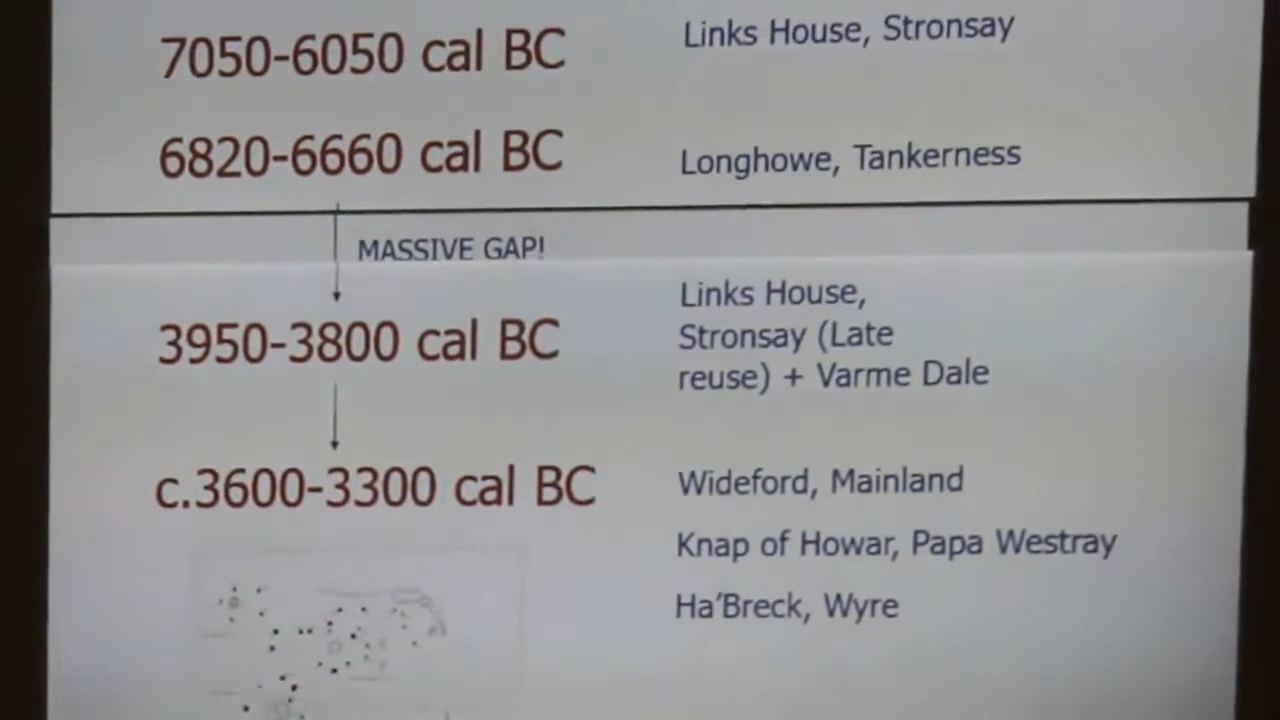 7050-6050 cal BC
Links House, Stronsay
6820-6660 cal BC
Longhowe, Tankerness
MASSIVE GAP!
3950-3800 cal BC
Links House,
Stronsay (Late
reuse) + Varme Dale
c.3600-3300 cal BC
Wideford, Mainland
Knap of Howar, Papa Westray
Ha’Breck, Wyre